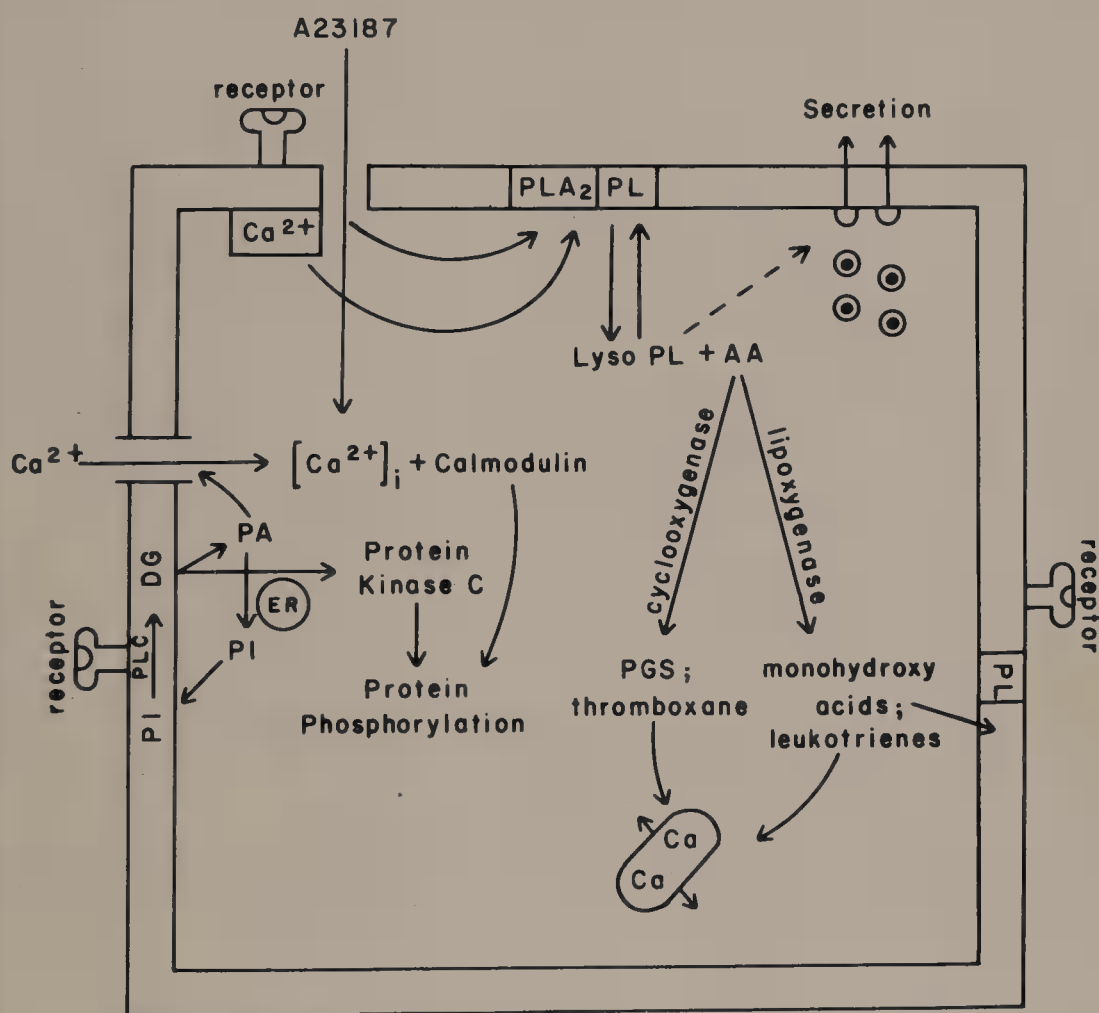 A23187
receptor
Secretion
PLA₂ PL
Ca²⁺
Lyso PL + AA
cyclooxygenase
lipoxygenase
Ca²⁺
[Ca²⁺]ᵢ + Calmodulin
PA
DG
Protein
Kinase C
ER
PI
receptor
PLC
PI
Protein
Phosphorylation
PGS;
thromboxane
monohydroxy
acids;
leukotrienes
PL
receptor
Ca
Ca